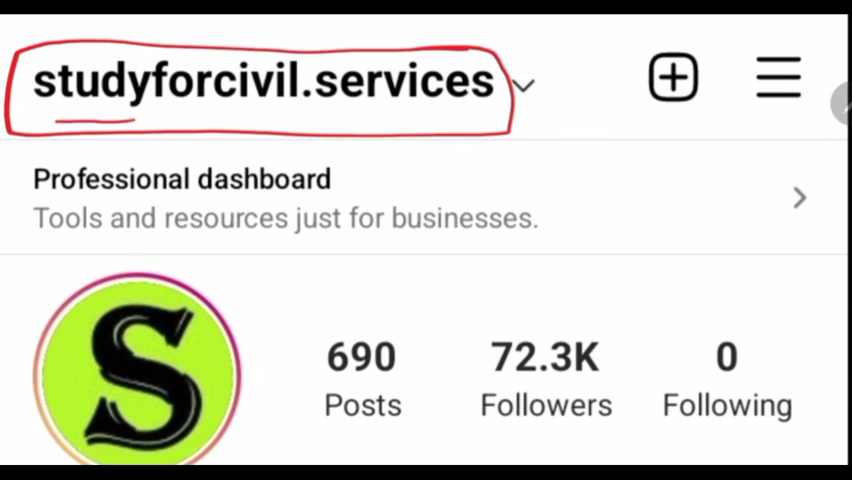 studyforcivil.services
Professional dashboard
Tools and resources just for businesses.
S
690 72.3K 0
Posts Followers Following